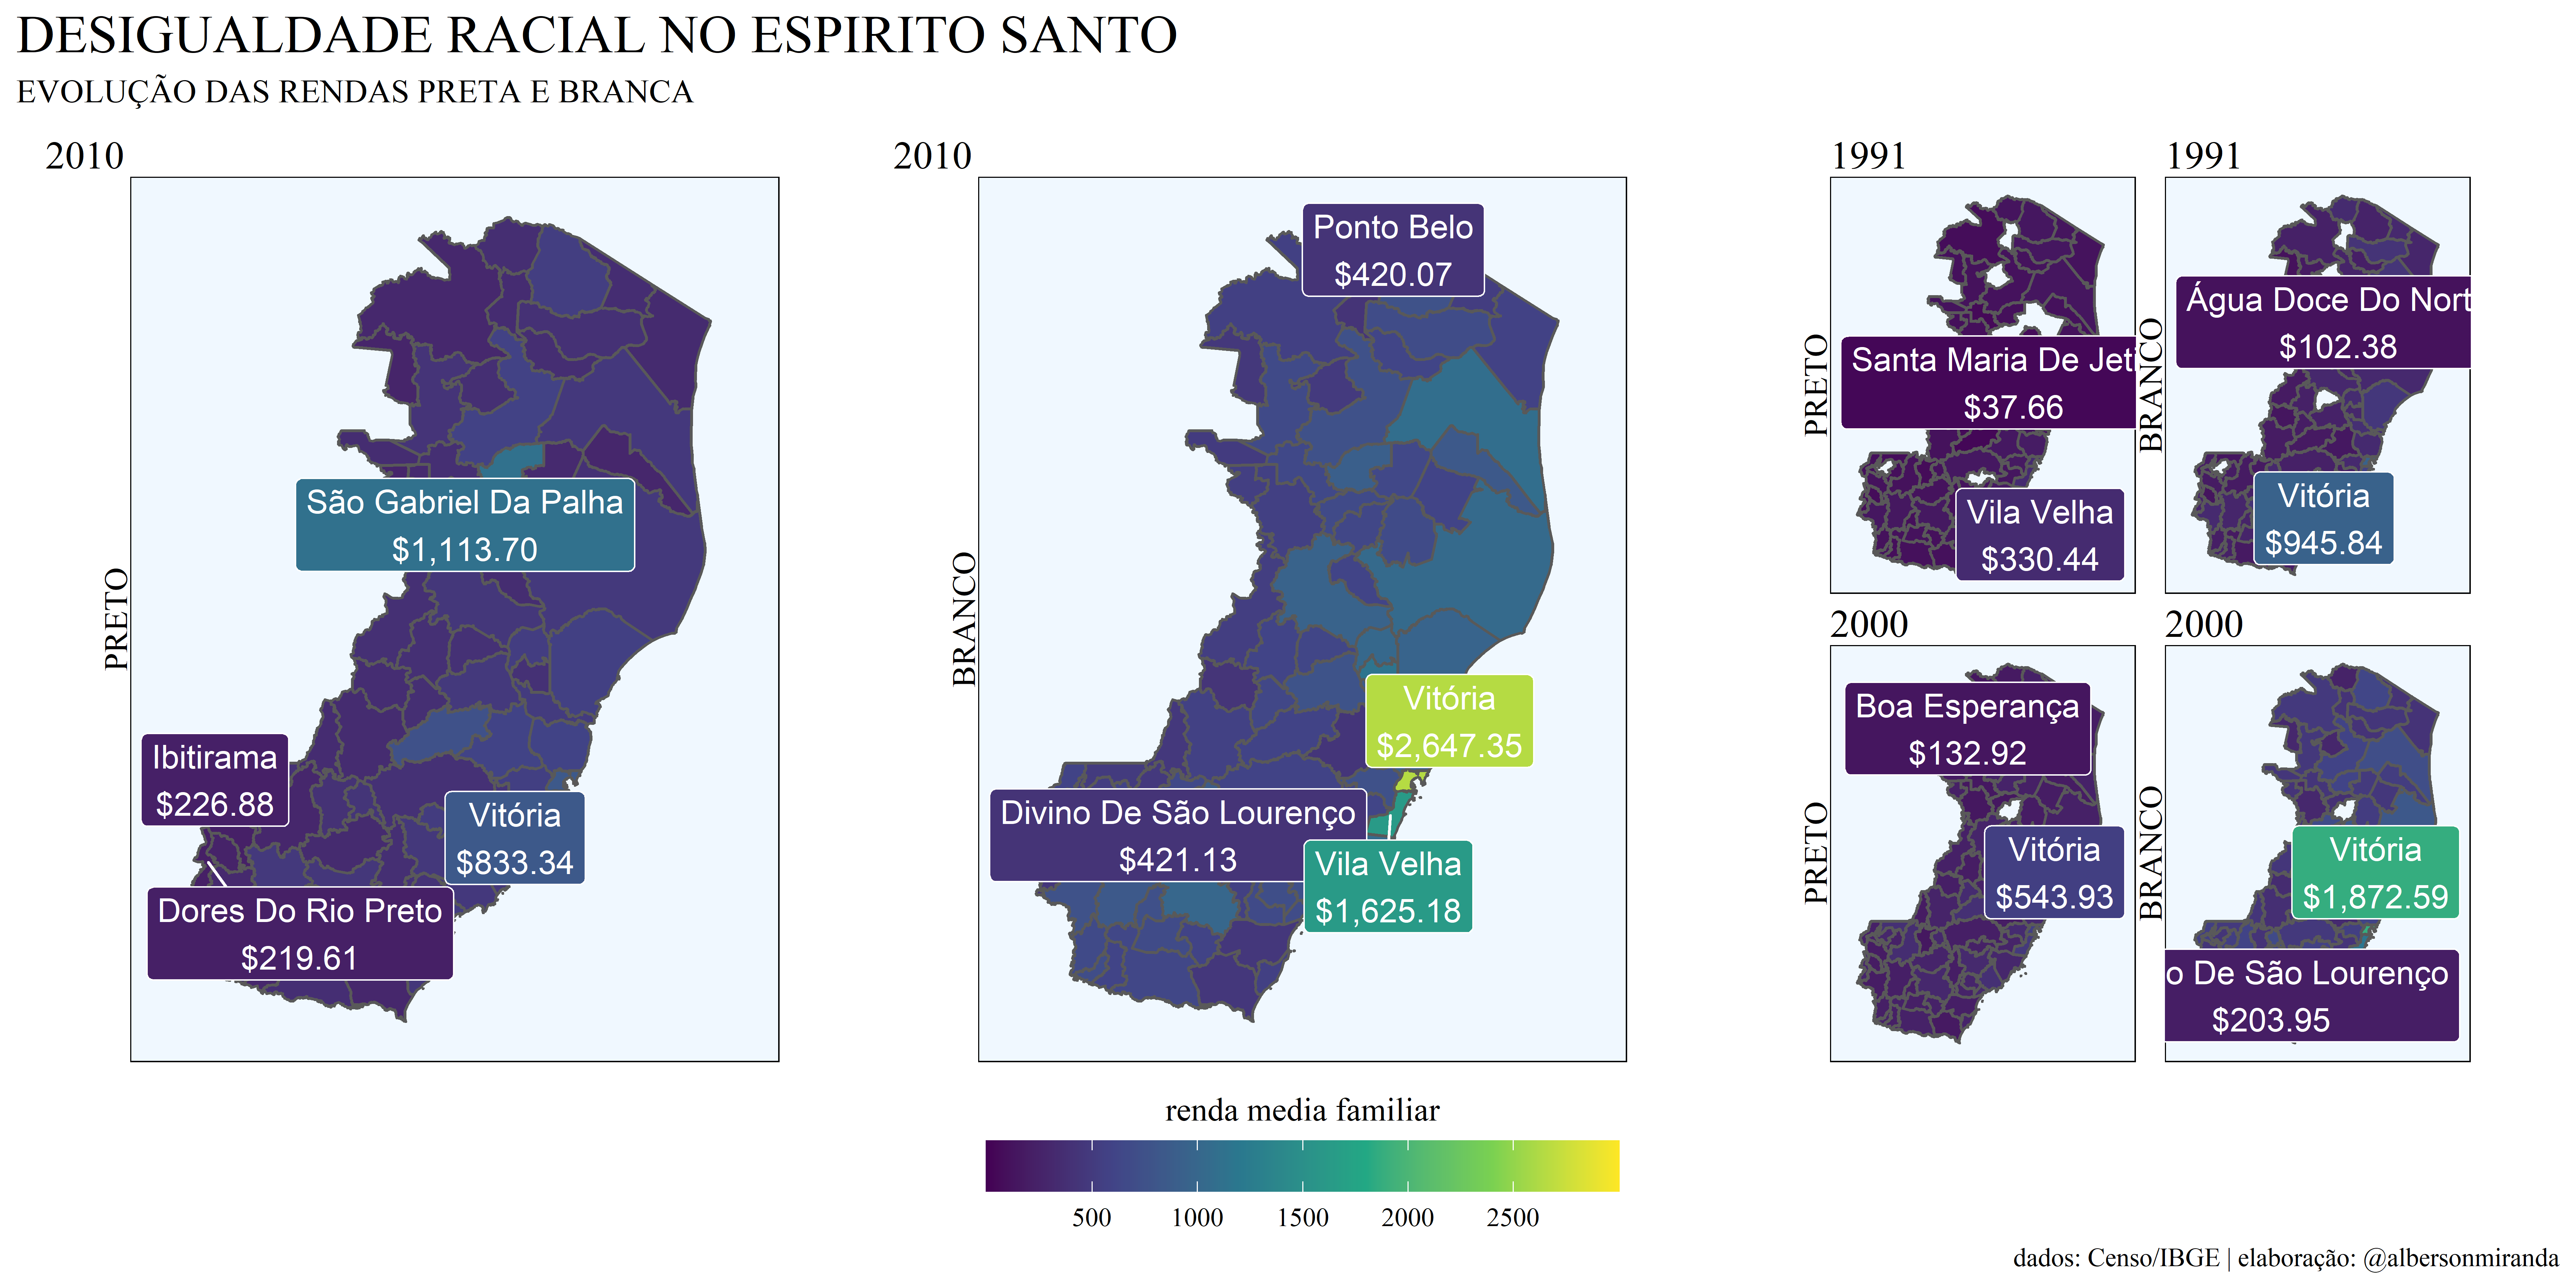 DESIGUALDADE RACIAL NO ESPIRITO SANTO
EVOLUÇÃO DAS RENDAS PRETA E BRANCA
2010
PRETO
São Gabriel Da Palha
$1,113.70
Ibitirama
$226.88
Vitória
$833.34
Dores Do Rio Preto
$219.61
2010
BRANCO
Ponto Belo
$420.07
Vitória
$2,647.35
Divino De São Lourenço
$421.13
Vila Velha
$1,625.18
1991
PRETO
Santa Maria De Jeti
$37.66
Vila Velha
$330.44
1991
BRANCO
Água Doce Do Nort
$102.38
Vitória
$945.84
2000
PRETO
Boa Esperança
$132.92
Vitória
$543.93
2000
BRANCO
Vitória
$1,872.59
o De São Lourenço
$203.95
renda media familiar
500 1000 1500 2000 2500
dados: Censo/IBGE | elaboração: @albersonmiranda